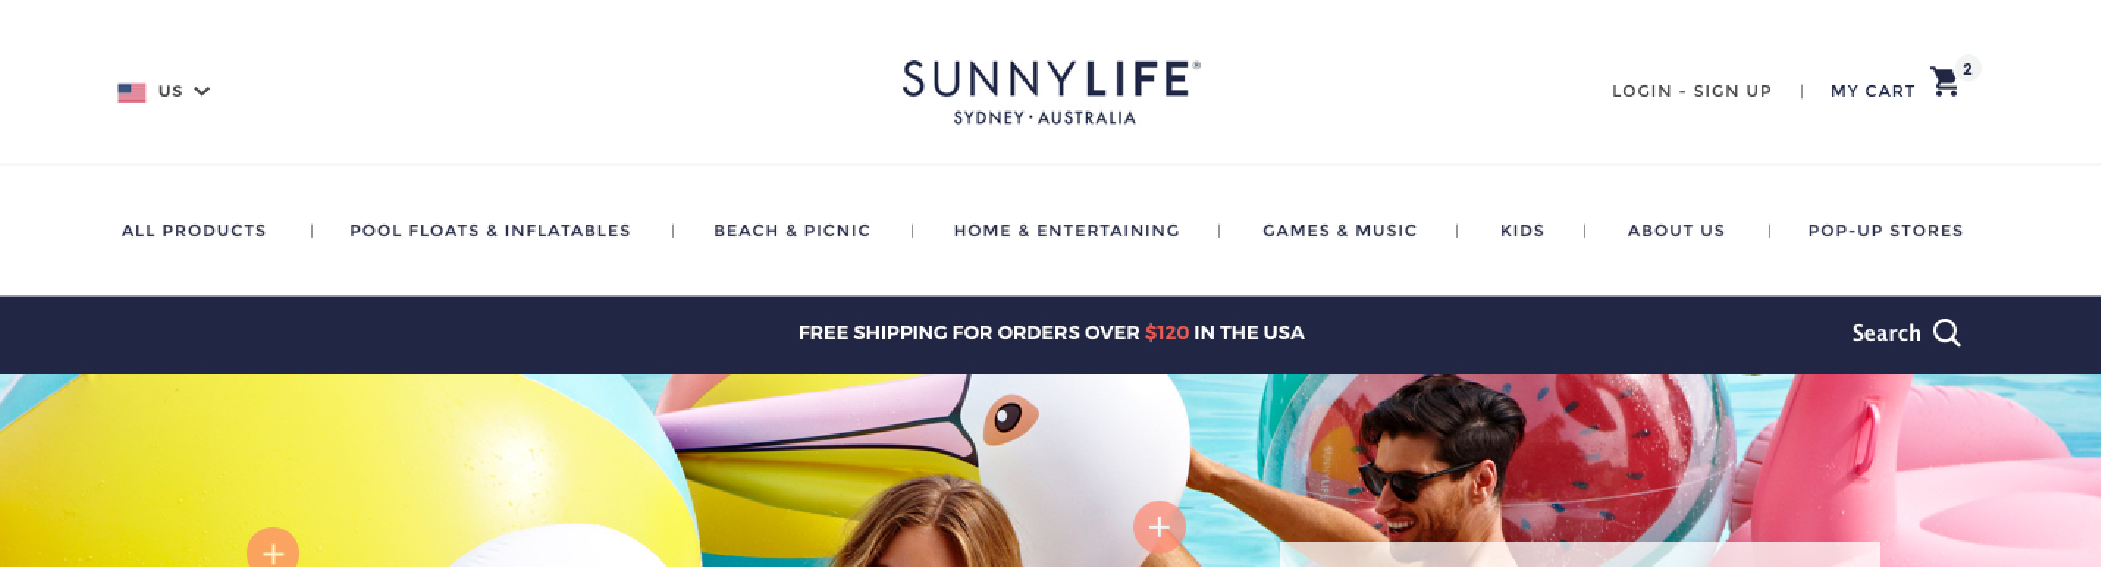 US
SUNNYLIFE®
SYDNEY · AUSTRALIA
LOGIN - SIGN UP | MY CART 2
ALL PRODUCTS | POOL FLOATS & INFLATABLES | BEACH & PICNIC | HOME & ENTERTAINING | GAMES & MUSIC | KIDS | ABOUT US | POP-UP STORES
FREE SHIPPING FOR ORDERS OVER $120 IN THE USA
Search